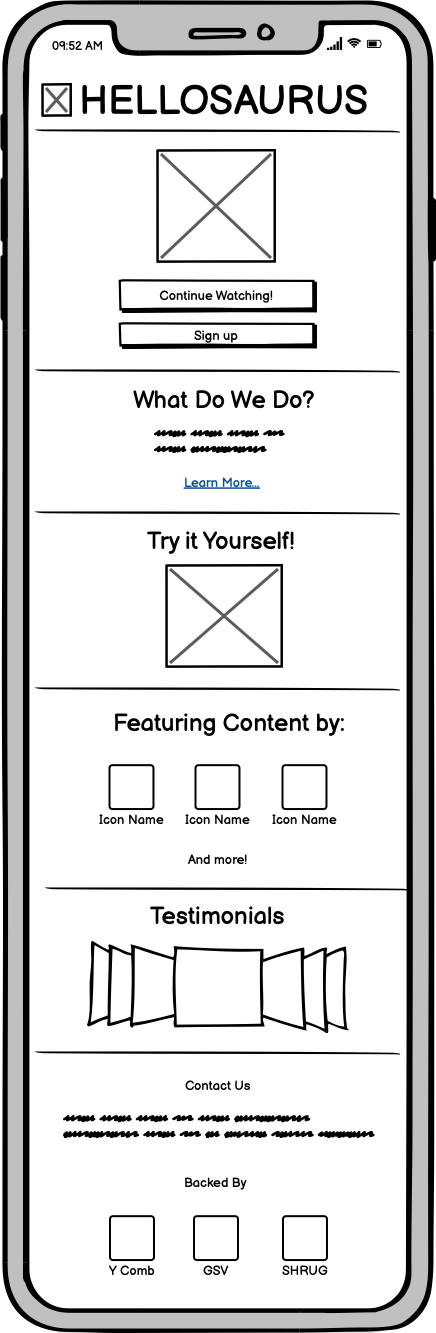 09:52 AM
HELLOSAURUS
Continue Watching!
Sign up
What Do We Do?
Learn More...
Try it Yourself!
Featuring Content by:
Icon Name Icon Name Icon Name
And more!
Testimonials
Contact Us
Backed By
Y Comb GSV SHRUG